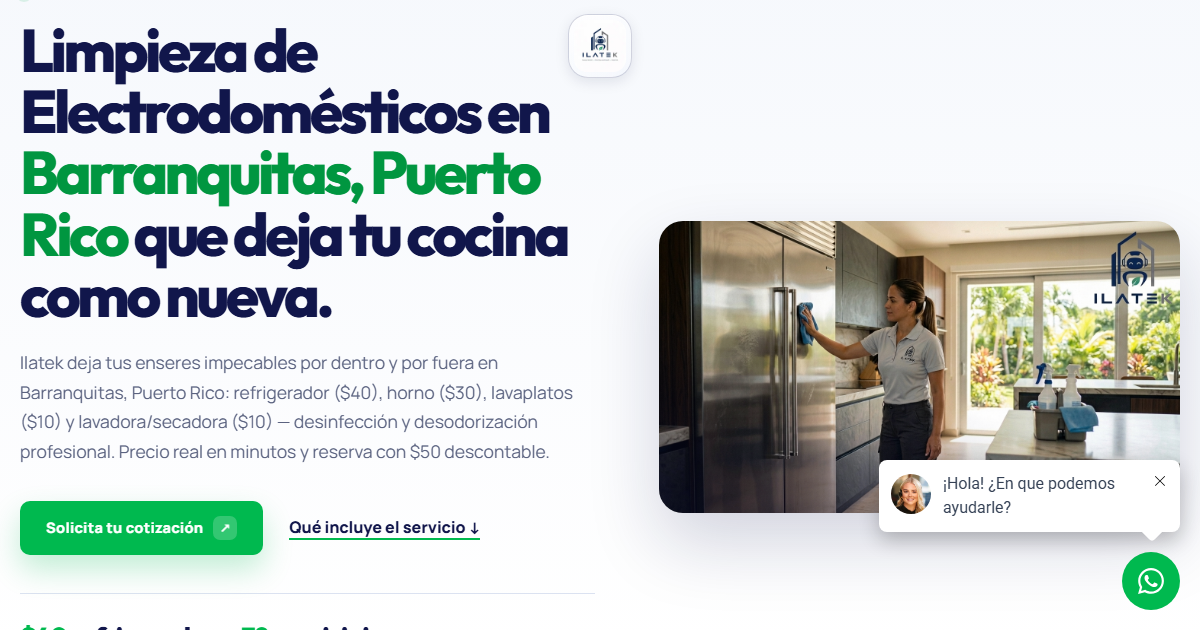 Limpieza de
Electrodomésticos en
Barranquitas, Puerto
Rico que deja tu cocina
como nueva.
Ilatek deja tus enseres impecables por dentro y por fuera en
Barranquitas, Puerto Rico: refrigerador ($40), horno ($30), lavaplatos
($10) y lavadora/secadora ($10) — desinfección y desodorización
profesional. Precio real en minutos y reserva con $50 descontable.
Solicita tu cotización ↗
Qué incluye el servicio ↓
ILATEK
ILATEK
¡Hola! ¿En que podemos
ayudarle?